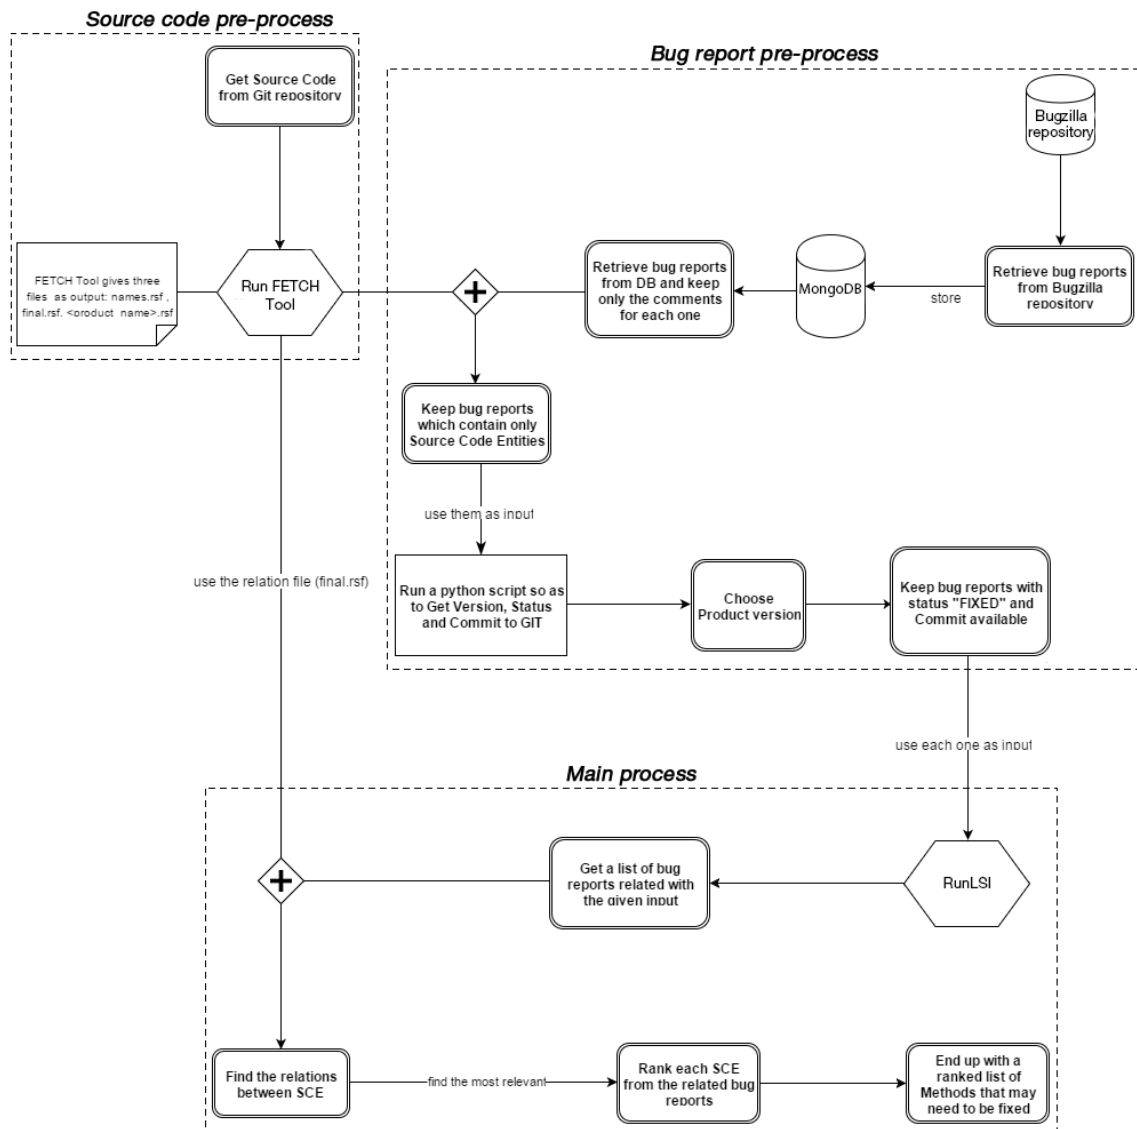 Source code pre-process
Get Source Code
from Git repository
Bug report pre-process
Bugzilla
repository
FETCH Tool gives three
files as output: names.rsf ,
final.rsf. <product name>.rsf
Run FETCH
Tool
Retrieve bug reports
from DB and keep
only the comments
for each one
MongoDB
store
Retrieve bug reports
from Bugzilla
repository
Keep bug reports
which contain only
Source Code Entities
use them as input
use the relation file (final.rsf)
Run a python script so as
to Get Version, Status
and Commit to GIT
Choose
Product version
Keep bug reports with
status "FIXED" and
Commit available
use each one as input
Main process
Get a list of bug
reports related with
the given input
RunLSI
Find the relations
between SCE
find the most relevant
Rank each SCE
from the related bug
reports
End up with a
ranked list of
Methods that may
need to be fixed